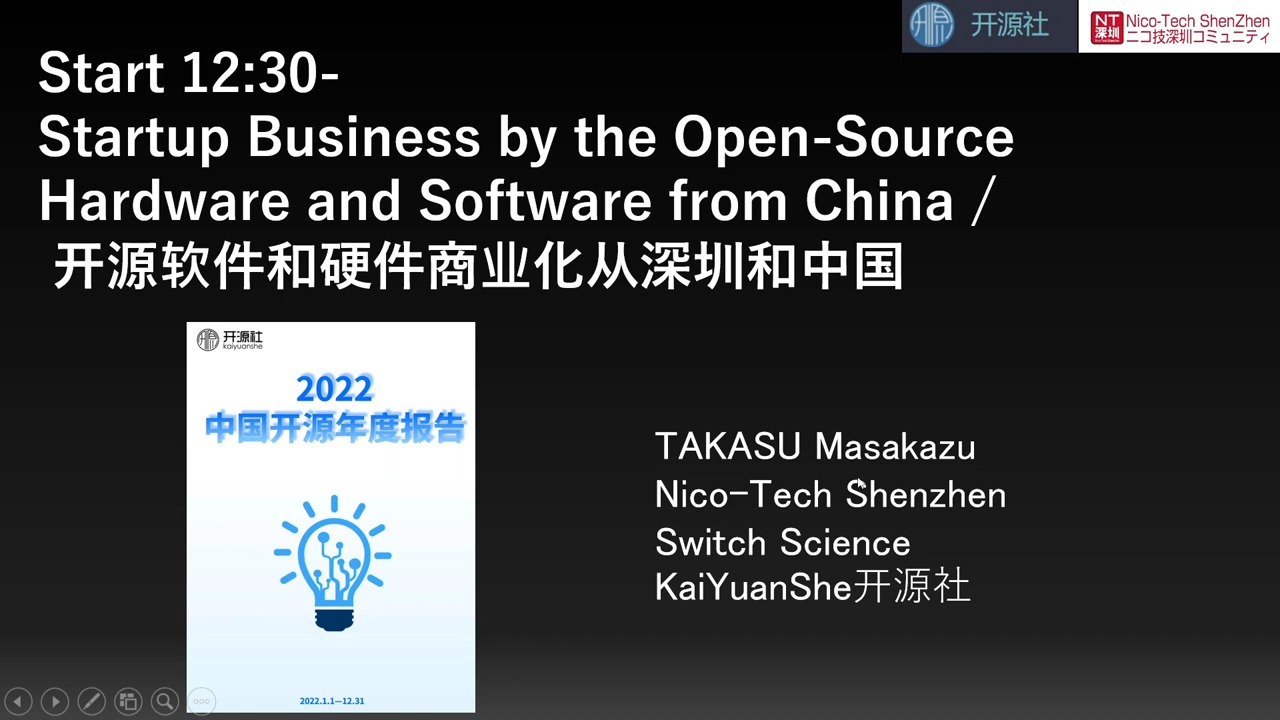 开源社
NT
深圳
Nico-Tech ShenZhen
ニコ技深圳コミュニティ
Start 12:30-
Startup Business by the Open-Source
Hardware and Software from China /
开源软件和硬件商业化从深圳和中国
开源社
kaiyuanshe
2022
中国开源年度报告
2022.1.1—12.31
TAKASU Masakazu
Nico-Tech Shenzhen
Switch Science
KaiYuanShe开源社